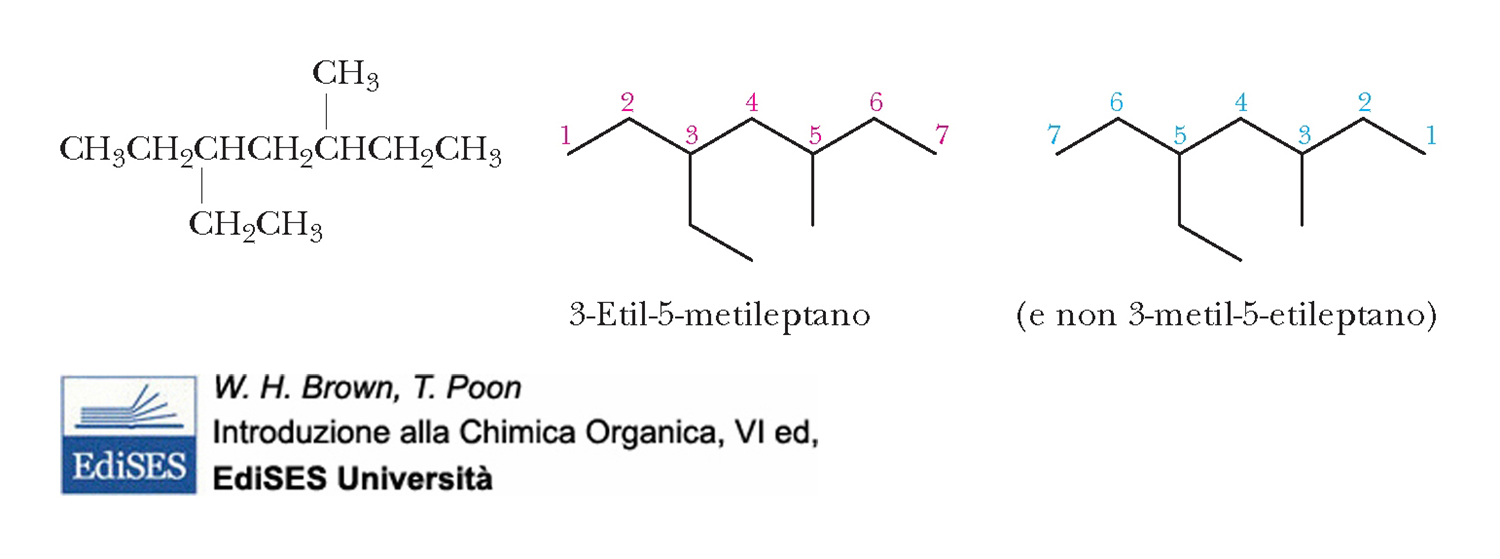 CH₃
CH₃CH₂CHCH₂CHCH₂CH₃
CH₂CH₃
1 2 3 4 5 6 7
3-Etil-5-metileptano
7 6 5 4 3 2 1
(e non 3-metil-5-etileptano)
EdiSES
W. H. Brown, T. Poon
Introduzione alla Chimica Organica, VI ed,
EdiSES Università